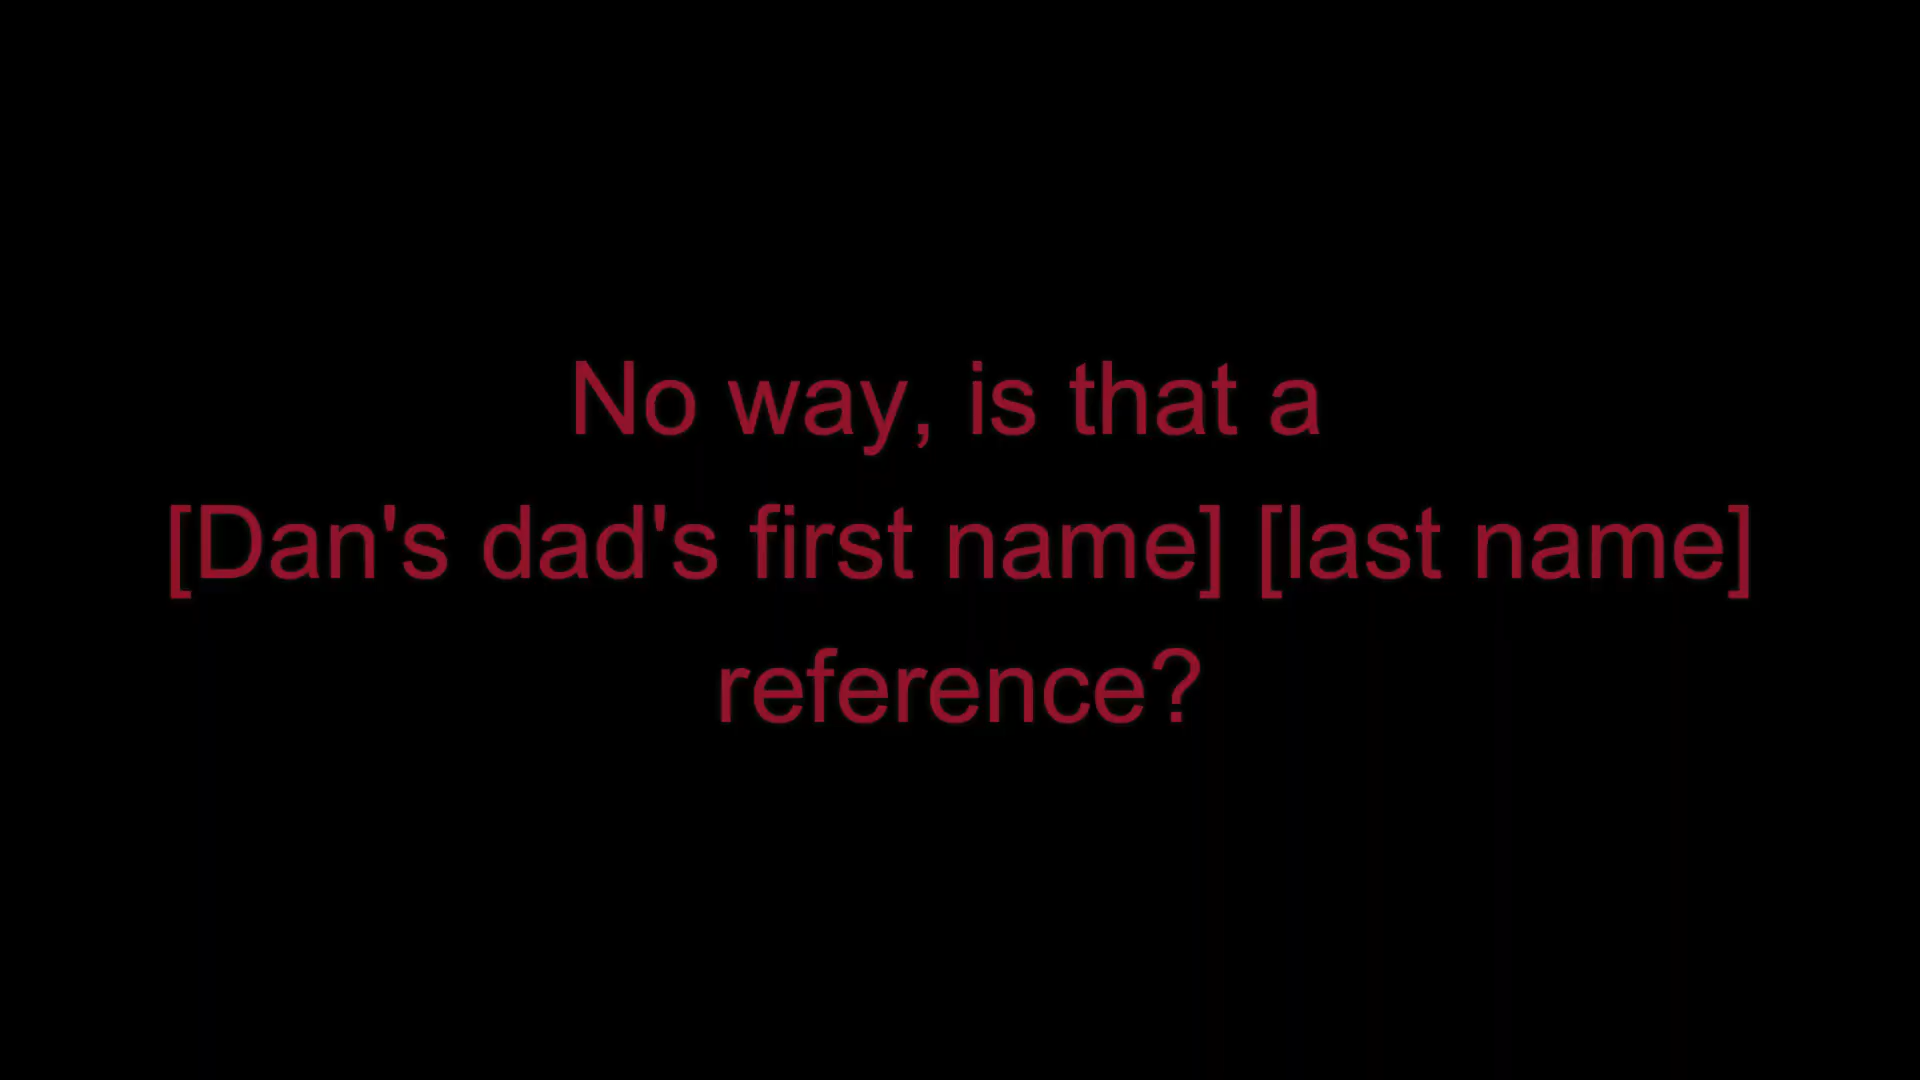 No way, is that a
[Dan's dad's first name] [last name]
reference?